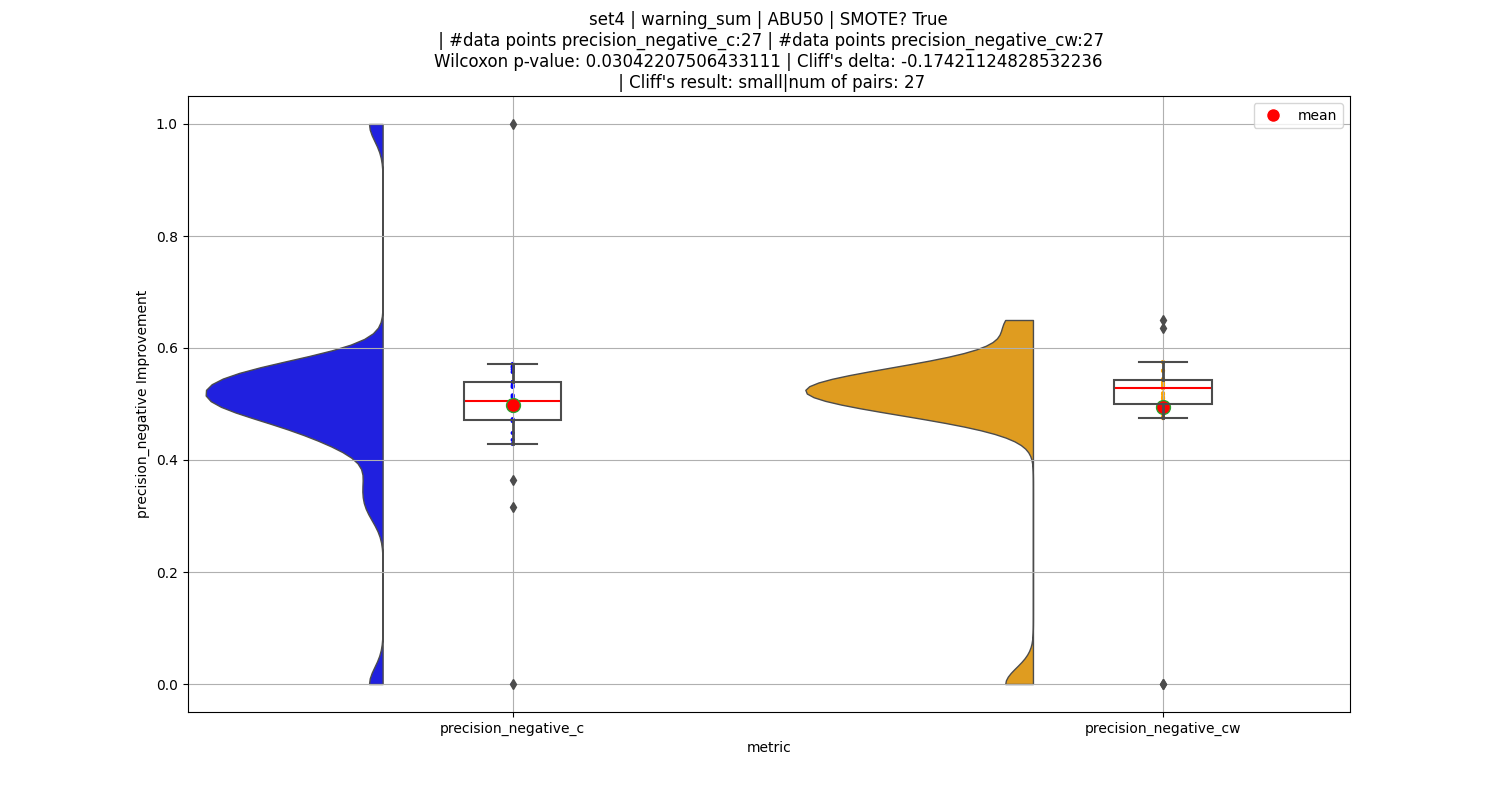 set4 | warning_sum | ABU50 | SMOTE? True
| #data points precision_negative_c:27 | #data points precision_negative_cw:27
Wilcoxon p-value: 0.03042207506433111 | Cliff's delta: -0.17421124828532236
| Cliff's result: small|num of pairs: 27
mean
1.0
0.8
0.6
0.4
0.2
0.0
precision_negative Improvement
precision_negative_c
precision_negative_cw
metric